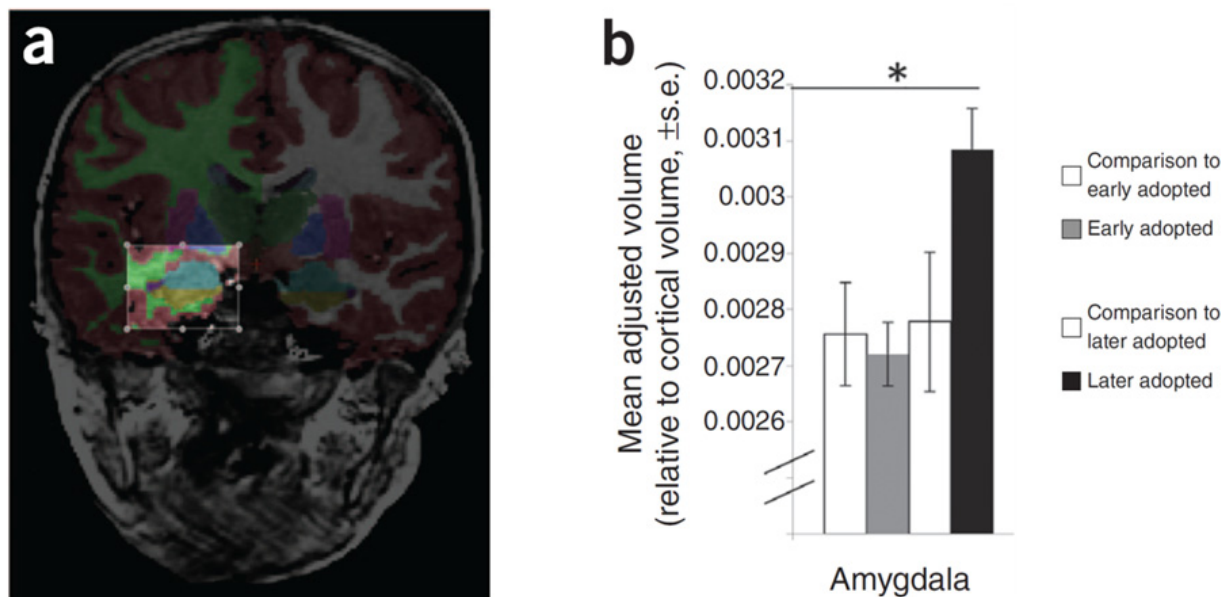 a
b
Mean adjusted volume
(relative to cortical volume, ±s.e.)
0.0032
0.0031
0.003
0.0029
0.0028
0.0027
0.0026
*
Amygdala
Comparison to
early adopted
Early adopted
Comparison to
later adopted
Later adopted